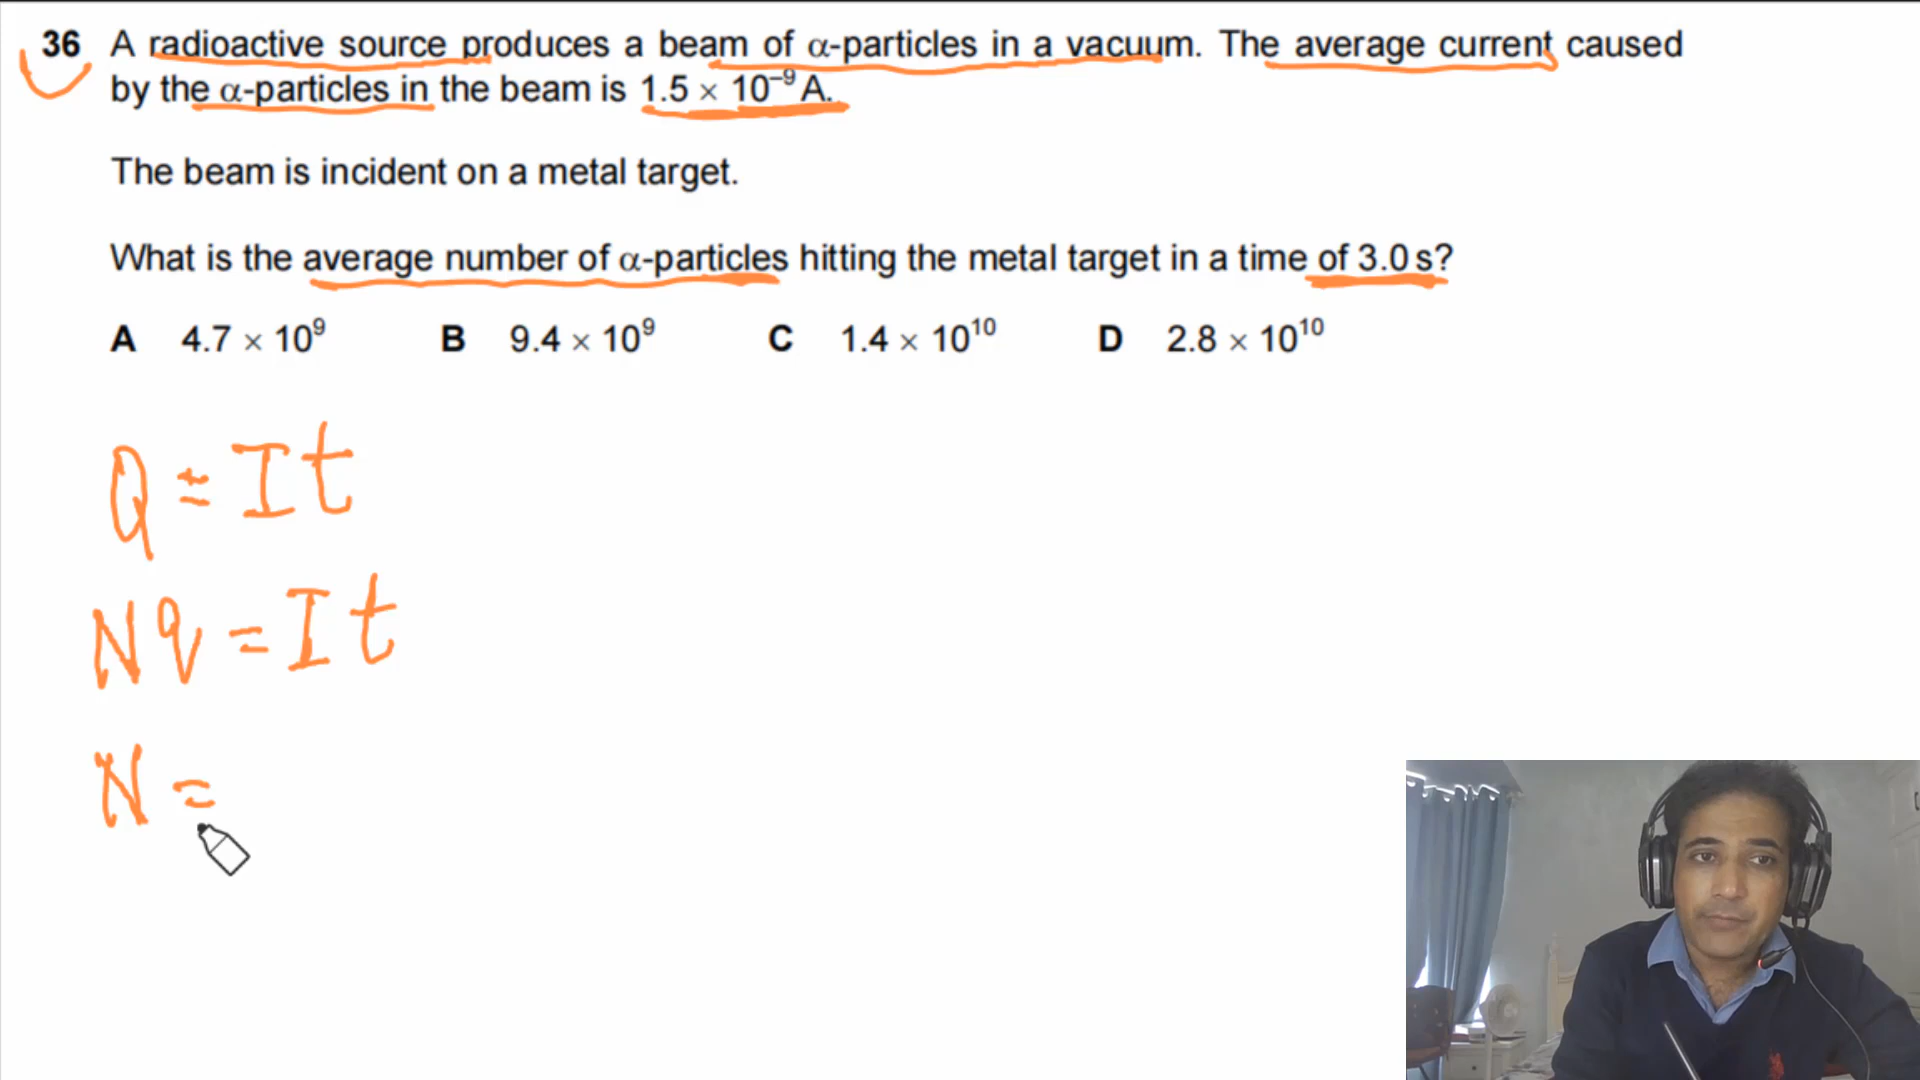 36 A radioactive source produces a beam of α-particles in a vacuum. The average current caused
by the α-particles in the beam is 1.5 × 10⁻⁹ A.
The beam is incident on a metal target.
What is the average number of α-particles hitting the metal target in a time of 3.0 s?
A 4.7 × 10⁹ B 9.4 × 10⁹ C 1.4 × 10¹⁰ D 2.8 × 10¹⁰
Q = It
Nq = It
N =